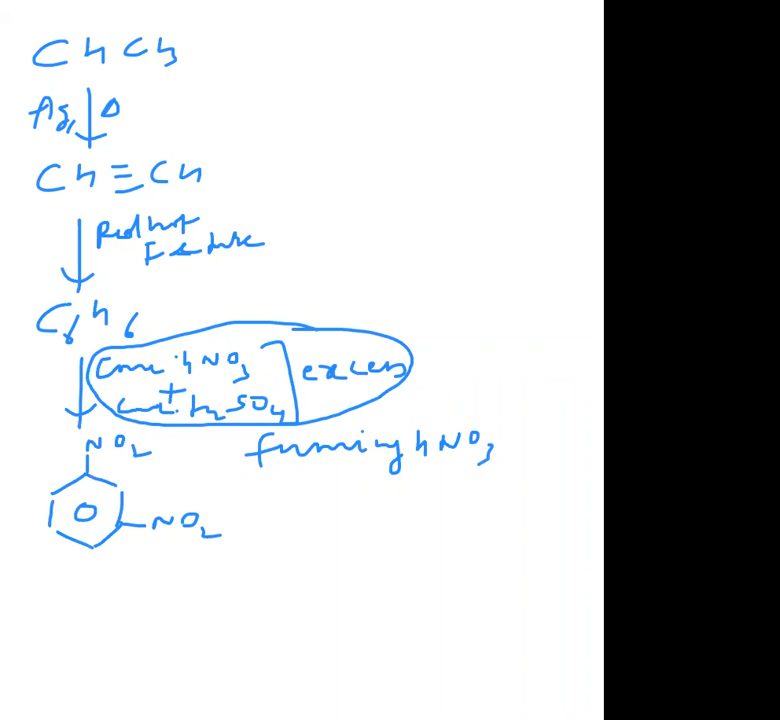 CHCl3
Ag, Δ
CH≡CH
Red hot
Fe tube
C6H6
Conc. HNO3
+
conc. H2SO4
excess
NO2
fuming HNO3
NO2